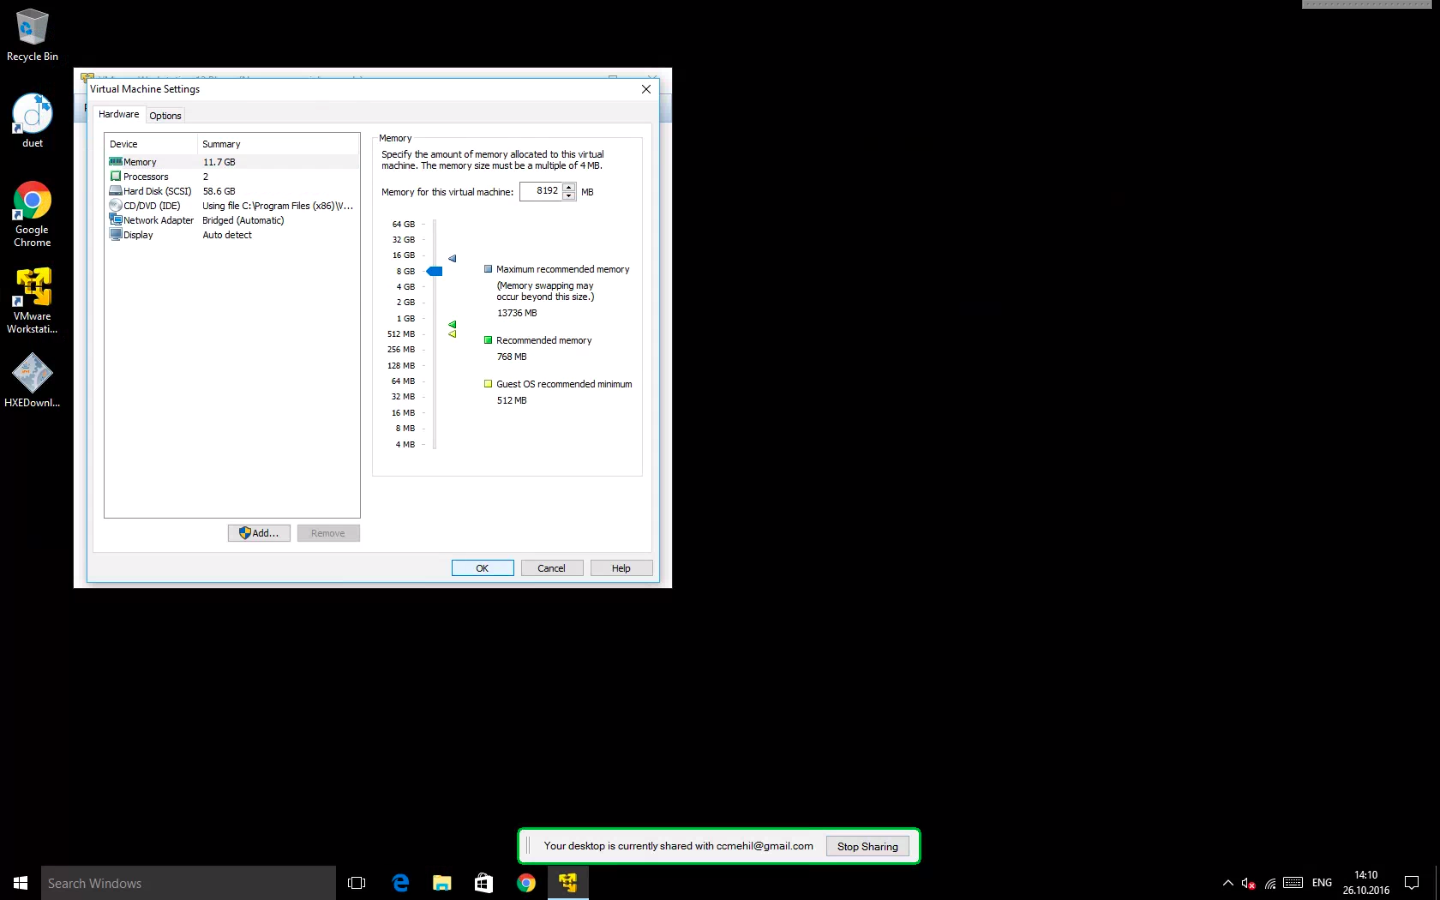 Recycle Bin
duet
Google
Chrome
VMware
Workstati...
HXEDownl...
Virtual Machine Settings
Hardware
Options
Device
Summary
Memory
11.7 GB
Processors
2
Hard Disk (SCSI)
58.6 GB
CD/DVD (IDE)
Using file C:\Program Files (x86)\V...
Network Adapter
Bridged (Automatic)
Display
Auto detect
Add...
Remove
Memory
Specify the amount of memory allocated to this virtual
machine. The memory size must be a multiple of 4 MB.
Memory for this virtual machine:
8192
MB
64 GB
32 GB
16 GB
8 GB
4 GB
2 GB
1 GB
512 MB
256 MB
128 MB
64 MB
32 MB
16 MB
8 MB
4 MB
Maximum recommended memory
(Memory swapping may
occur beyond this size.)
13736 MB
Recommended memory
768 MB
Guest OS recommended minimum
512 MB
OK
Cancel
Help
Your desktop is currently shared with ccmehil@gmail.com
Stop Sharing
Search Windows
ENG
14:10
26.10.2016